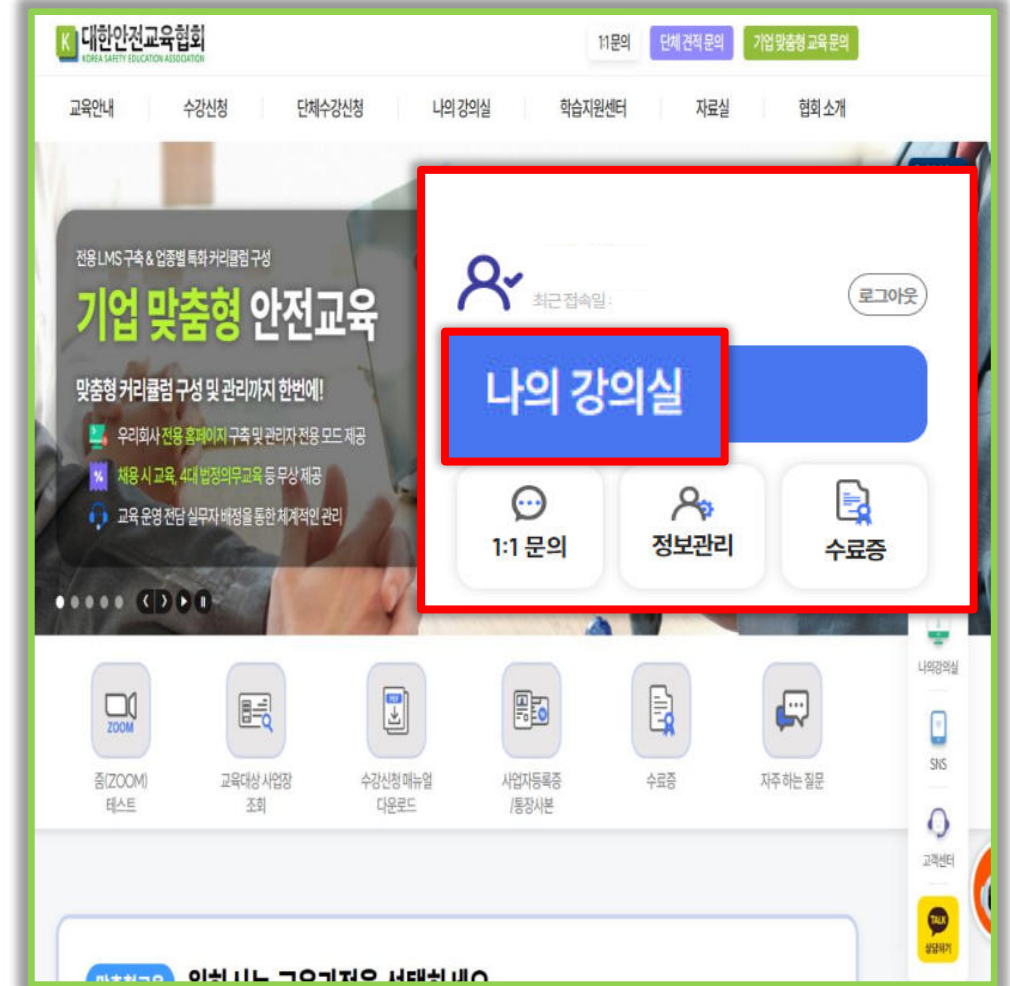 K 대한안전교육협회
KOREA SAFETY EDUCATION ASSOCIATION
1:1문의 단체 견적 문의 기업 맞춤형 교육 문의
교육안내 수강신청 단체수강신청 나의 강의실 학습지원센터 자료실 협회 소개
전용 LMS 구축 & 업종별 특화 커리큘럼 구성
기업 맞춤형 안전교육
맞춤형 커리큘럼 구성 및 관리까지 한번에!
우리회사 전용 홈페이지 구축 및 관리자 전용 모드 제공
채용 시 교육, 4대 법정의무교육 등 무상 제공
교육 운영 전담 실무자 배정을 통한 체계적인 관리
최근 접속일 :
로그아웃
나의 강의실
1:1 문의 정보관리 수료증
나의강의실
SNS
고객센터
TALK
상담하기
ZOOM
줌(ZOOM)
테스트
교육대상 사업장
조회
PDF
수강신청 매뉴얼
다운로드
사업자등록증
/통장사본
수료증
자주 하는 질문